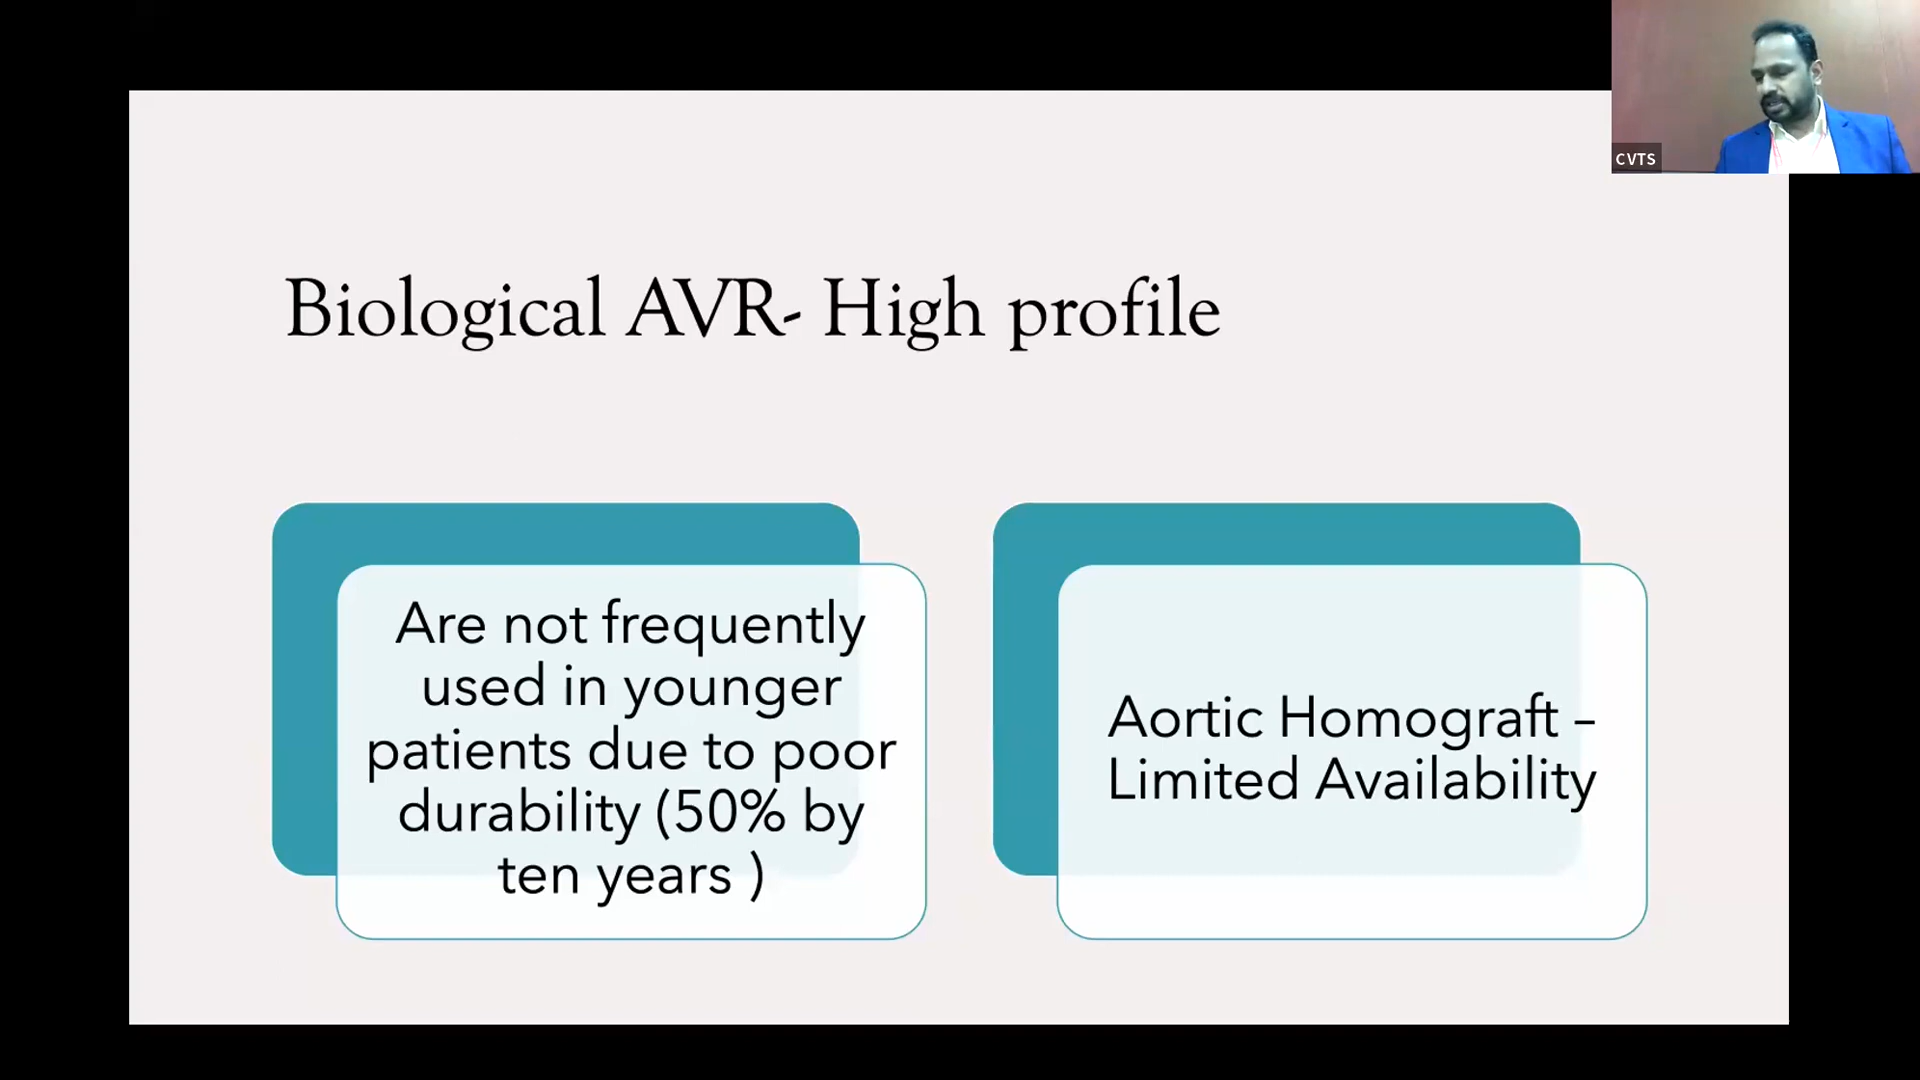 CVTS
Biological AVR- High profile
Are not frequently
used in younger
patients due to poor
durability (50% by
ten years )
Aortic Homograft –
Limited Availability